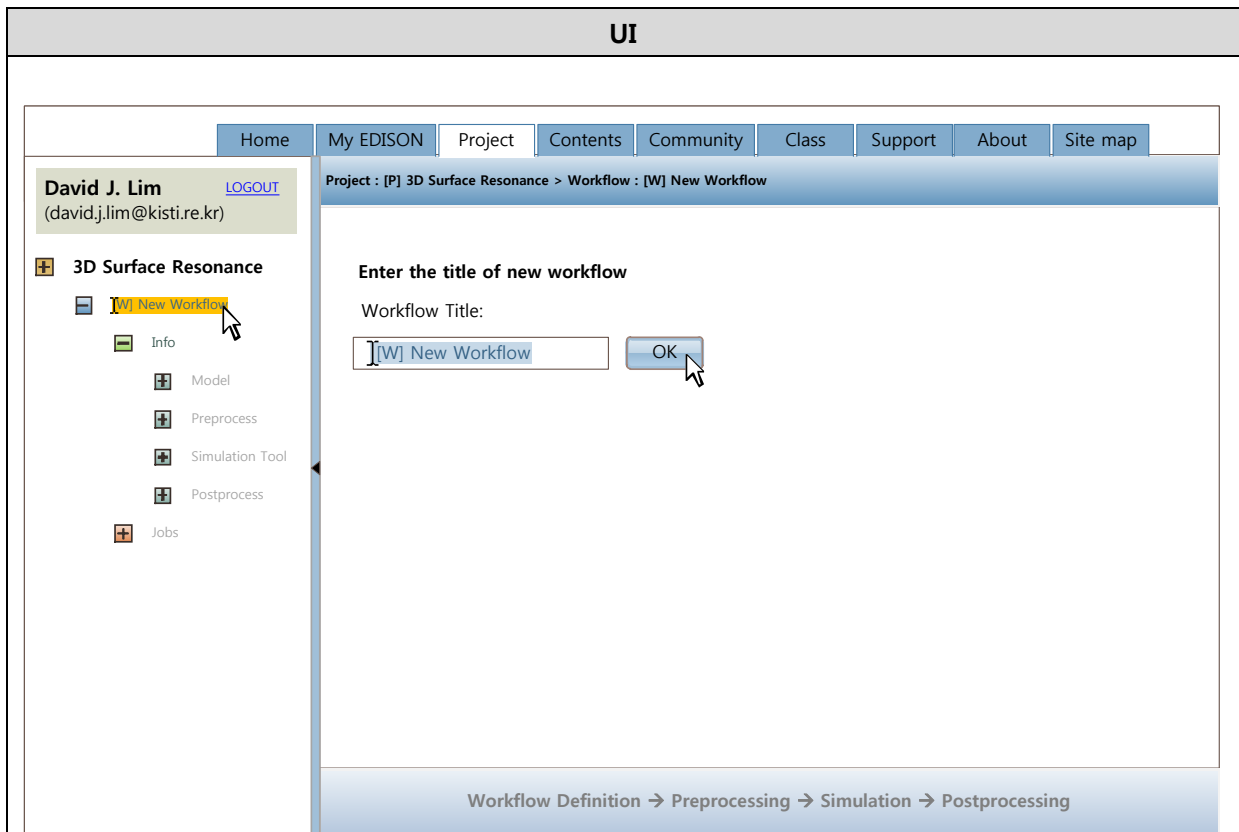 UI
Home My EDISON Project Contents Community Class Support About Site map
David J. Lim LOGOUT
(david.j.lim@kisti.re.kr)
Project : [P] 3D Surface Resonance > Workflow : [W] New Workflow
3D Surface Resonance
[W] New Workflow
Info
Model
Preprocess
Simulation Tool
Postprocess
Jobs
Enter the title of new workflow
Workflow Title:
[W] New Workflow OK
Workflow Definition → Preprocessing → Simulation → Postprocessing